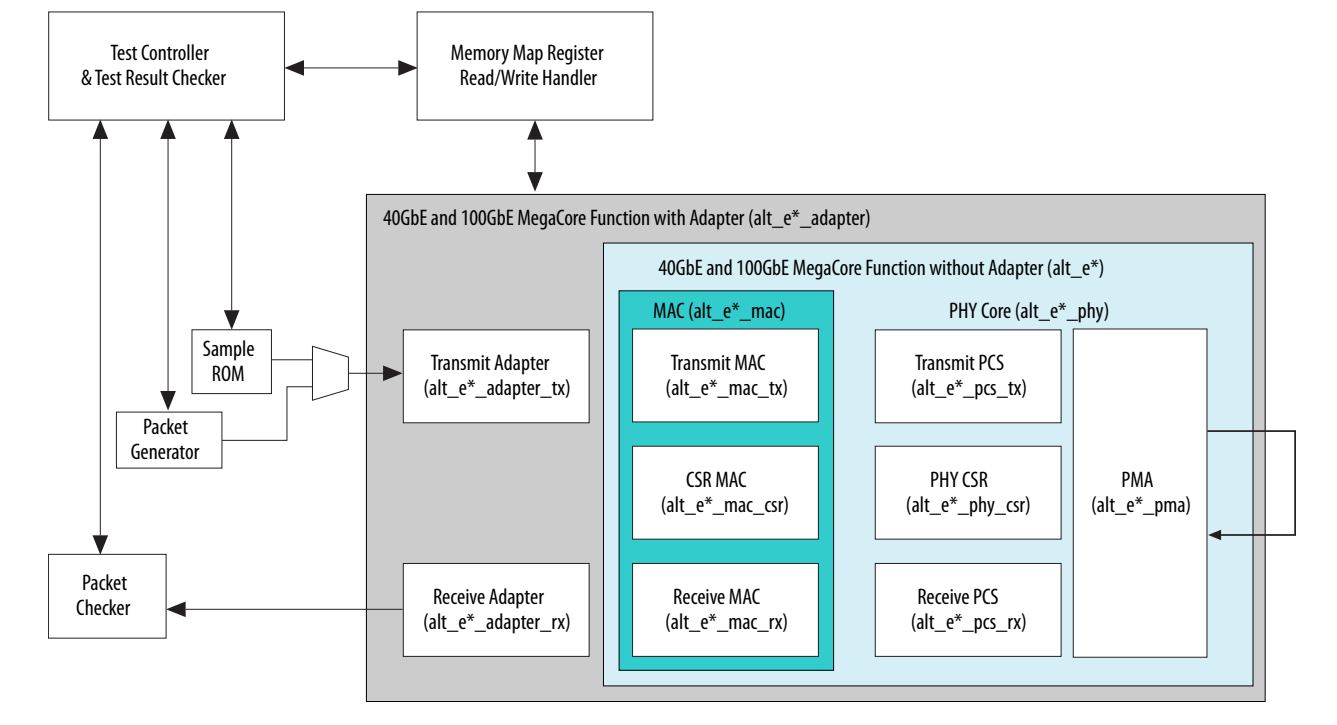 Test Controller
& Test Result Checker
Memory Map Register
Read/Write Handler
40GbE and 100GbE MegaCore Function with Adapter (alt_e*_adapter)
40GbE and 100GbE MegaCore Function without Adapter (alt_e*)
MAC (alt_e*_mac)
PHY Core (alt_e*_phy)
Sample
ROM
Transmit Adapter
(alt_e*_adapter_tx)
Transmit MAC
(alt_e*_mac_tx)
Transmit PCS
(alt_e*_pcs_tx)
Packet
Generator
CSR MAC
(alt_e*_mac_csr)
PHY CSR
(alt_e*_phy_csr)
PMA
(alt_e*_pma)
Packet
Checker
Receive Adapter
(alt_e*_adapter_rx)
Receive MAC
(alt_e*_mac_rx)
Receive PCS
(alt_e*_pcs_rx)